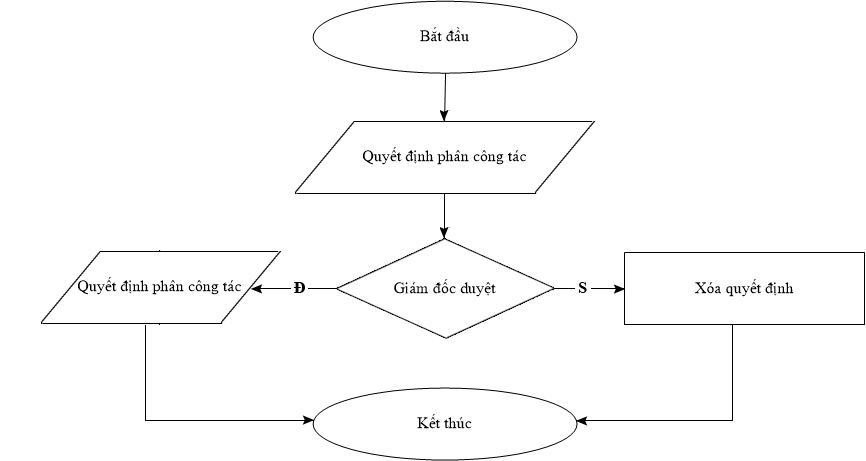 Bắt đầu
Quyết định phân công tác
Giám đốc duyệt
Đ
S
Quyết định phân công tác
Xóa quyết định
Kết thúc